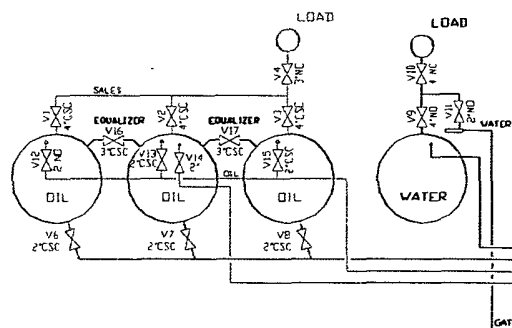 LOAD
LOAD
V4
3"NC
V10
4"NC
SALES
V1
4"CSC
V2
4"CSC
V3
4"CSC
V9
4"NO
V11
2"NO
WATER
EQUALIZER
V16
3"CSC
EQUALIZER
V17
3"CSC
V12
2"NO
V13
2"CSC
V14
2"
V15
2"CSC
OIL
OIL
OIL
OIL
WATER
V6
2"CSC
V7
2"CSC
V8
2"CSC
GAT